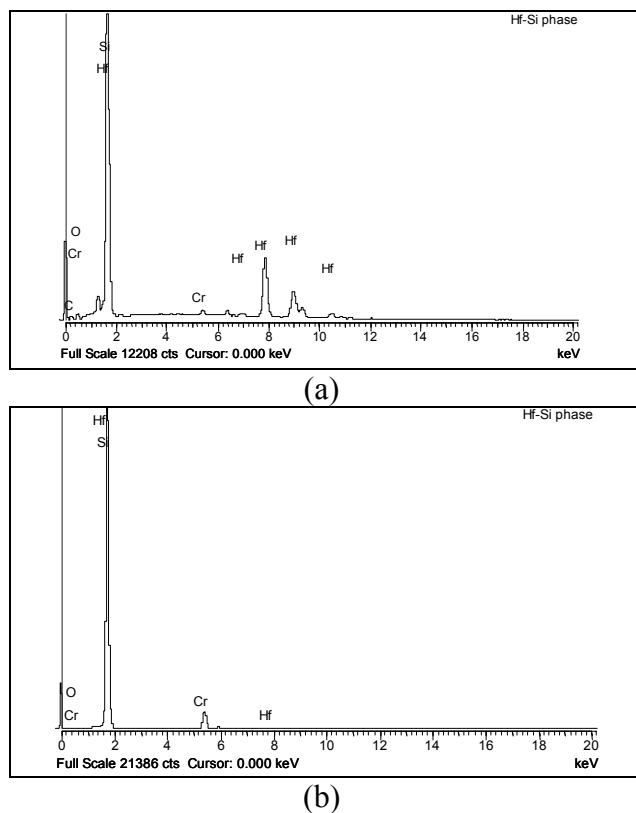 Hf-Si phase
Si
Hf
O
Cr
C
Cr
Hf
Hf
Hf
Hf
0 2 4 6 8 10 12 14 16 18 20
Full Scale 12208 cts Cursor: 0.000 keV keV
(a)
Hf-Si phase
Hf
Si
O
Cr
Cr
Hf
0 2 4 6 8 10 12 14 16 18 20
Full Scale 21386 cts Cursor: 0.000 keV keV
(b)